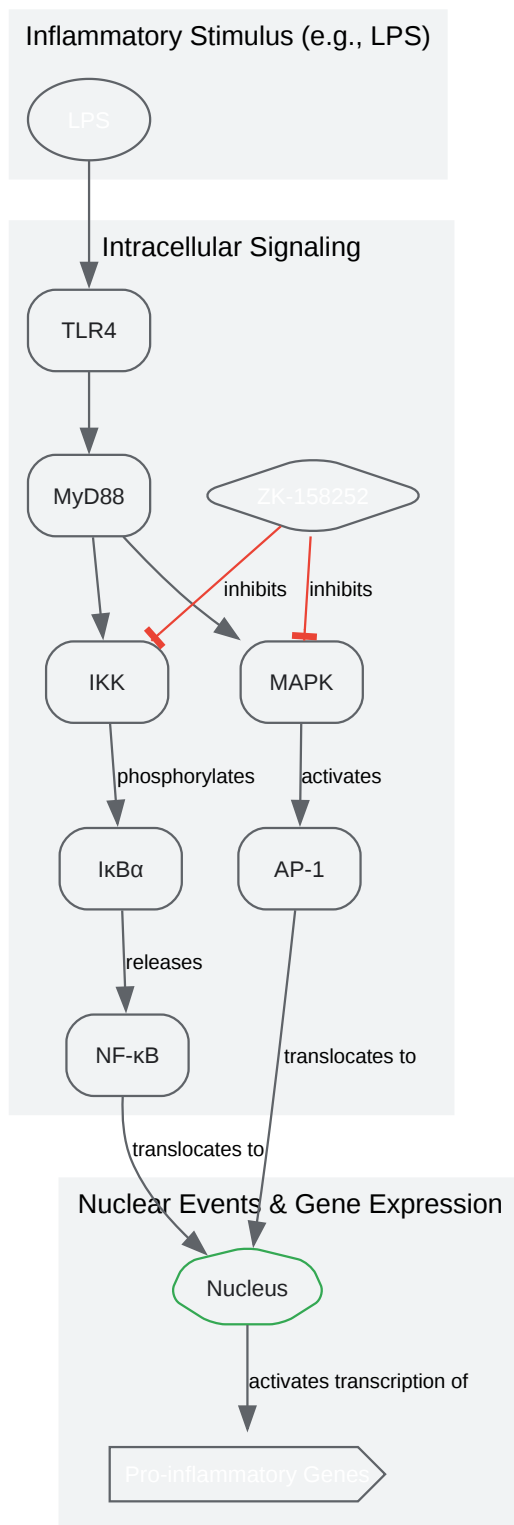 Inflammatory Stimulus (e.g., LPS)
LPS
Intracellular Signaling
TLR4
MyD88
ZK-158252
inhibits
inhibits
IKK
MAPK
phosphorylates
activates
IκBα
AP-1
releases
NF-κB
translocates to
translocates to
Nuclear Events & Gene Expression
Nucleus
activates transcription of
Pro-inflammatory Genes